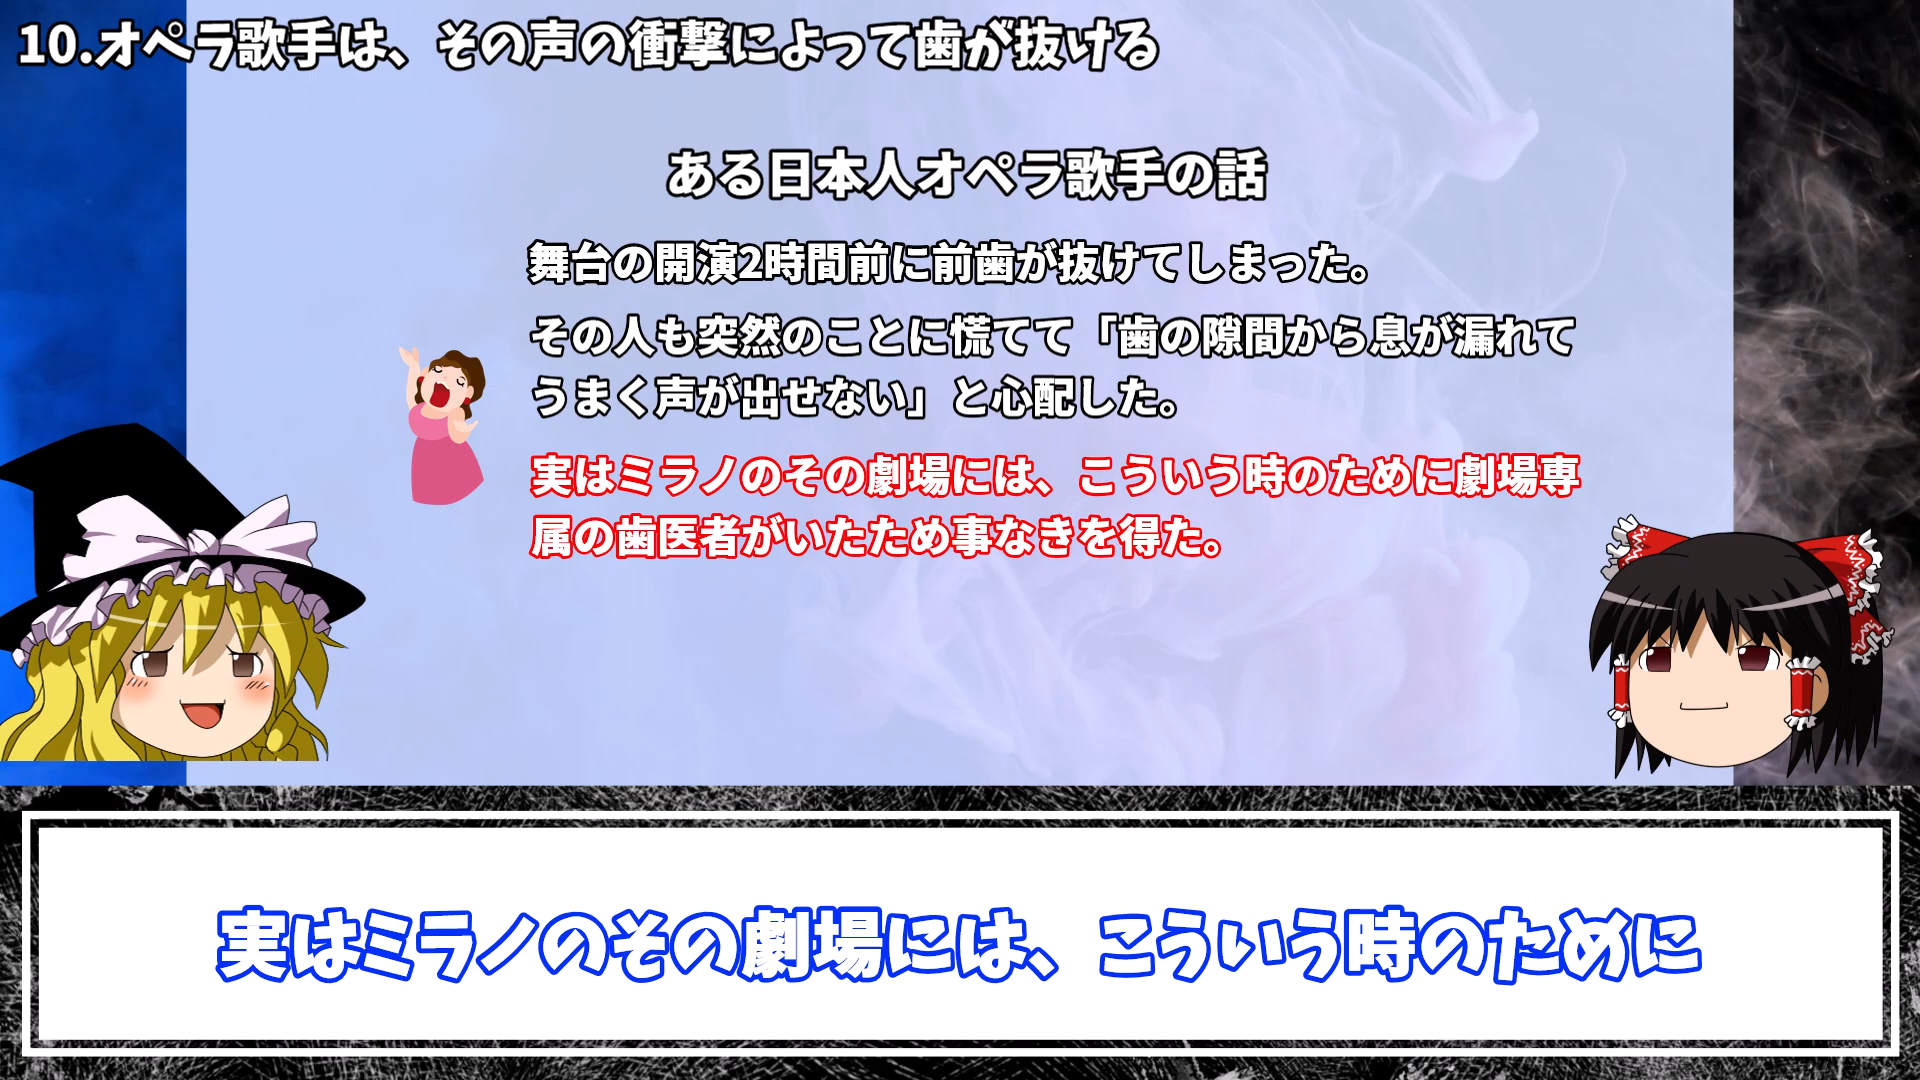 10.オペラ歌手は、その声の衝撃によって歯が抜ける
ある日本人オペラ歌手の話
舞台の開演2時間前に前歯が抜けてしまった。
その人も突然のことに慌てて「歯の隙間から息が漏れて
うまく声が出せない」と心配した。
実はミラノのその劇場には、こういう時のために劇場専
属の歯医者がいたため事なきを得た。
実はミラノのその劇場には、こういう時のために